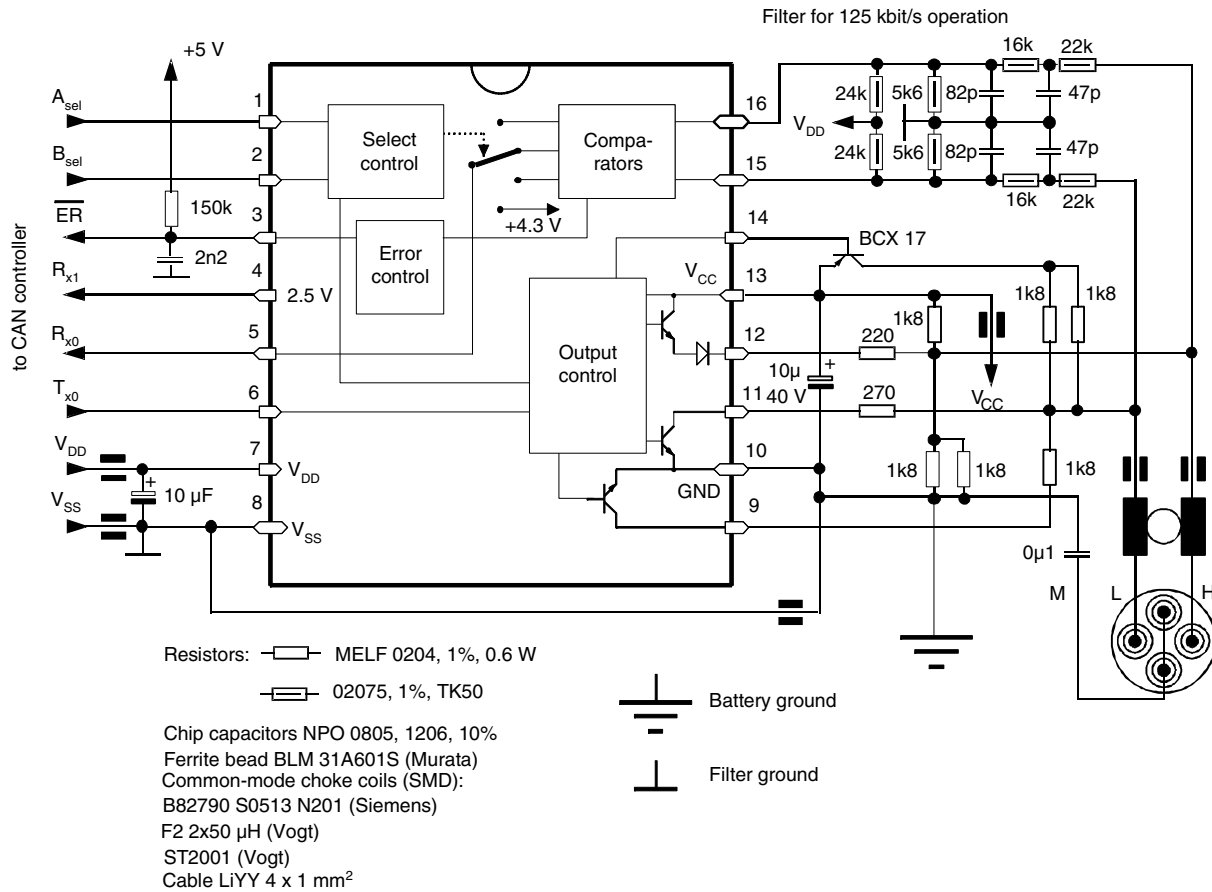 Filter for 125 kbit/s operation
+5 V
16k
22k
A_sel
1
16
24k
5k6
82p
47p
V_DD
Select
control
Compa-
rators
B_sel
2
15
24k
5k6
82p
47p
16k
22k
ER
150k
3
+4.3 V
14
BCX 17
2n2
Error
control
R_x1
4
2.5 V
V_CC
13
1k8
1k8
1k8
to CAN controller
R_x0
5
12
220
Output
control
10µ
40 V
+
V_CC
T_x0
6
11
270
V_DD
7
V_DD
10
GND
1k8
1k8
1k8
+
10 µF
V_SS
8
V_SS
9
0µ1
M
L
H
Resistors:
MELF 0204, 1%, 0.6 W
02075, 1%, TK50
Battery ground
Filter ground
Chip capacitors NPO 0805, 1206, 10%
Ferrite bead BLM 31A601S (Murata)
Common-mode choke coils (SMD):
B82790 S0513 N201 (Siemens)
F2 2x50 µH (Vogt)
ST2001 (Vogt)
Cable LiYY 4 x 1 mm²